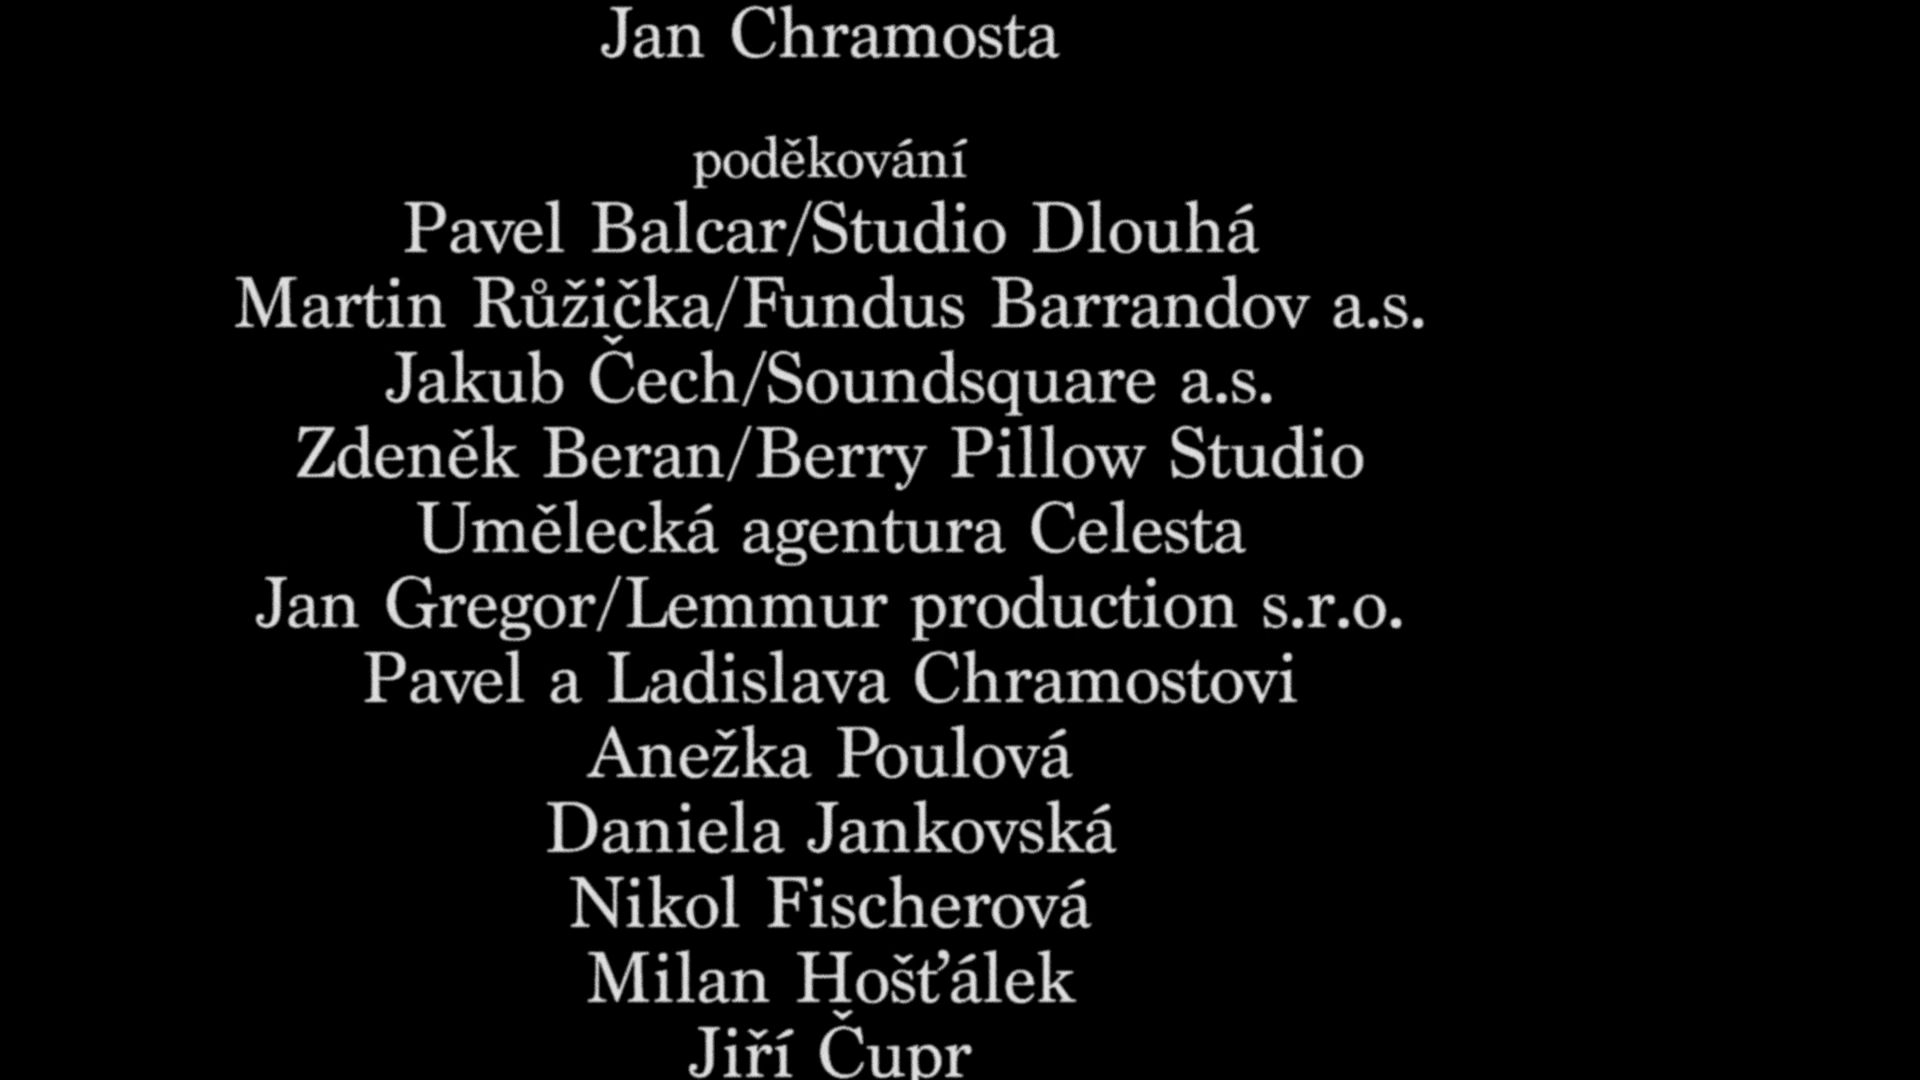 Jan Chramosta
poděkování
Pavel Balcar/Studio Dlouhá
Martin Růžička/Fundus Barrandov a.s.
Jakub Čech/Soundsquare a.s.
Zdeněk Beran/Berry Pillow Studio
Umělecká agentura Celesta
Jan Gregor/Lemmur production s.r.o.
Pavel a Ladislava Chramostovi
Anežka Poulová
Daniela Jankovská
Nikol Fischerová
Milan Hošťálek
Jiří Čupr